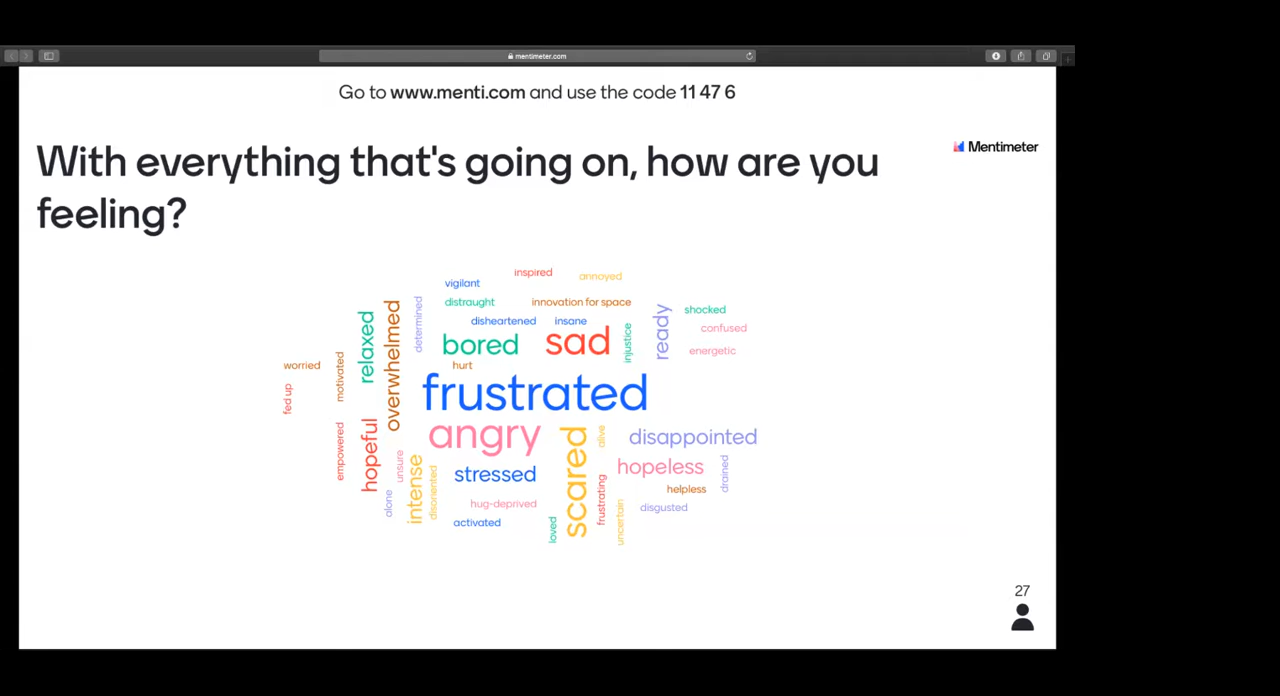 mentimeter.com
Go to www.menti.com and use the code 11 47 6
Mentimeter
With everything that's going on, how are you
feeling?
inspired
annoyed
vigilant
distraught
innovation for space
determined
disheartened
insane
shocked
confused
energetic
ready
injustice
relaxed
overwhelmed
bored
sad
hurt
worried
motivated
fed up
frustrated
angry
scared
alive
disappointed
hopeless
drained
helpless
disgusted
empowered
hopeful
unsure
intense
disoriented
alone
stressed
hug-deprived
activated
loved
frustrating
uncertain
27